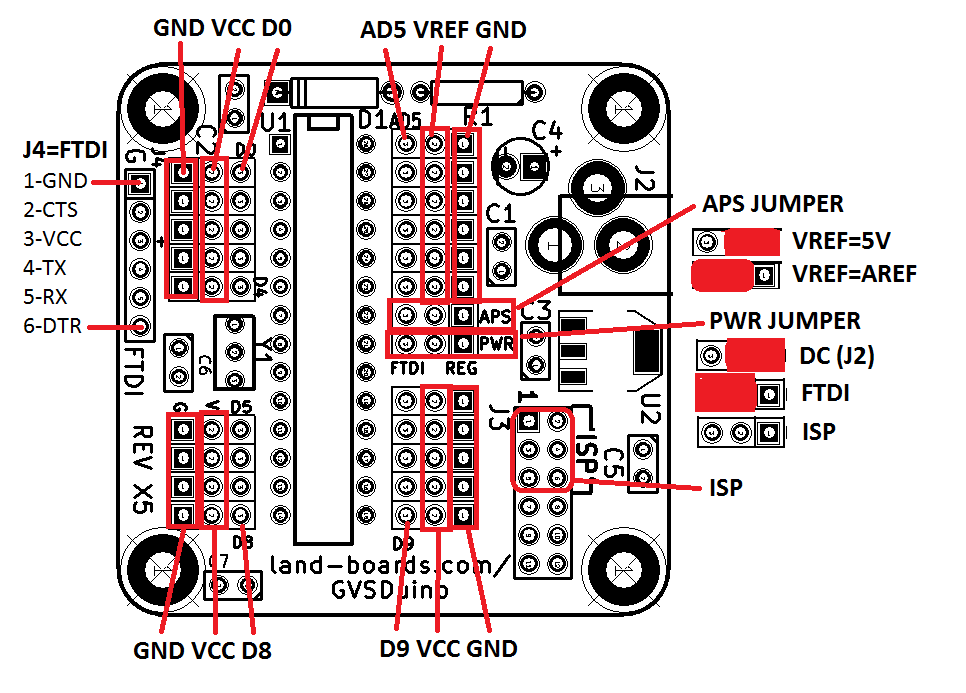 GND VCC D0
AD5 VREF GND
D1
AD5
R1
U1
C2
D0
C4
+
J4
G
J4=FTDI
1-GND
2-CTS
3-VCC
4-TX
5-RX
6-DTR
+
D4
FTDI
C6
Y1
C1
J2
3
APS JUMPER
VREF=5V
VREF=AREF
APS
C3
PWR JUMPER
DC (J2)
FTDI
ISP
PWR
FTDI REG
G V D5
REV X5
J3
1
ISP
C5
U2
ISP
D8
D9
C7
land-boards.com/
GVSDuino
GND VCC D8
D9 VCC GND